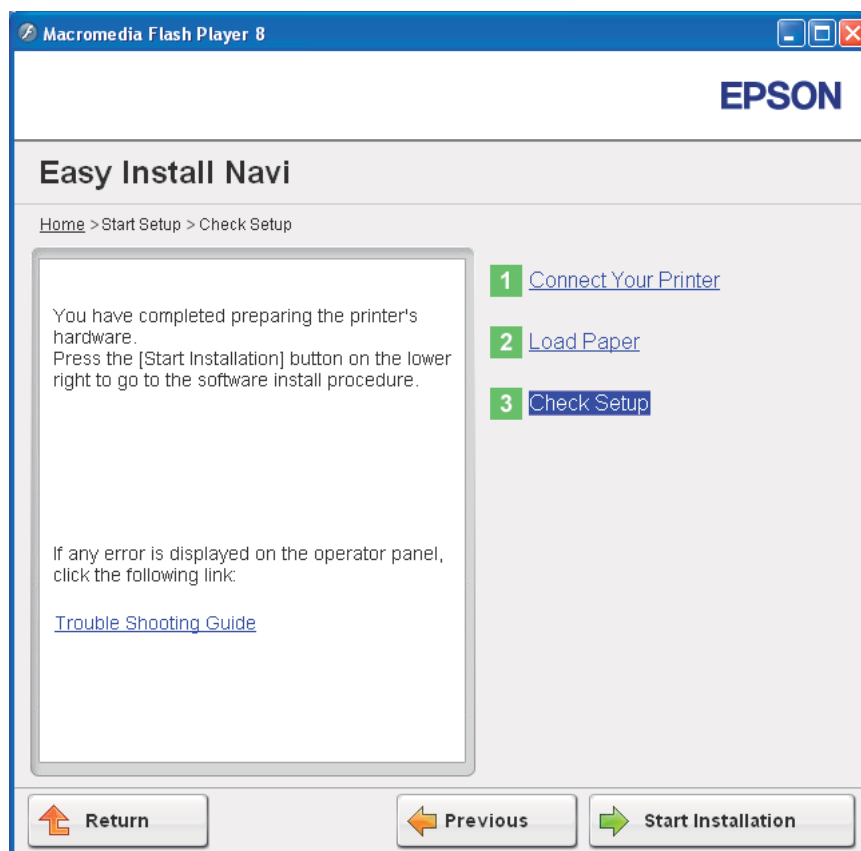 Macromedia Flash Player 8
EPSON
Easy Install Navi
Home > Start Setup > Check Setup
You have completed preparing the printer's
hardware.
Press the [Start Installation] button on the lower
right to go to the software install procedure.
If any error is displayed on the operator panel,
click the following link:
Trouble Shooting Guide
1 Connect Your Printer
2 Load Paper
3 Check Setup
Return
Previous
Start Installation